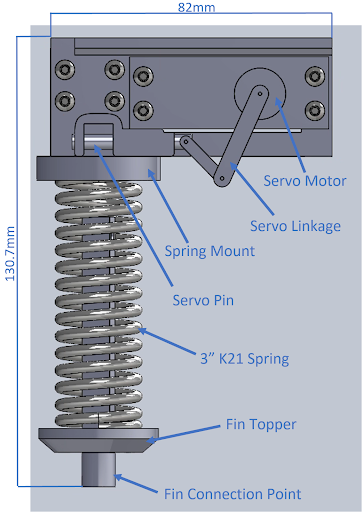 82mm
130.7mm
Servo Motor
Servo Linkage
Spring Mount
Servo Pin
3” K21 Spring
Fin Topper
Fin Connection Point